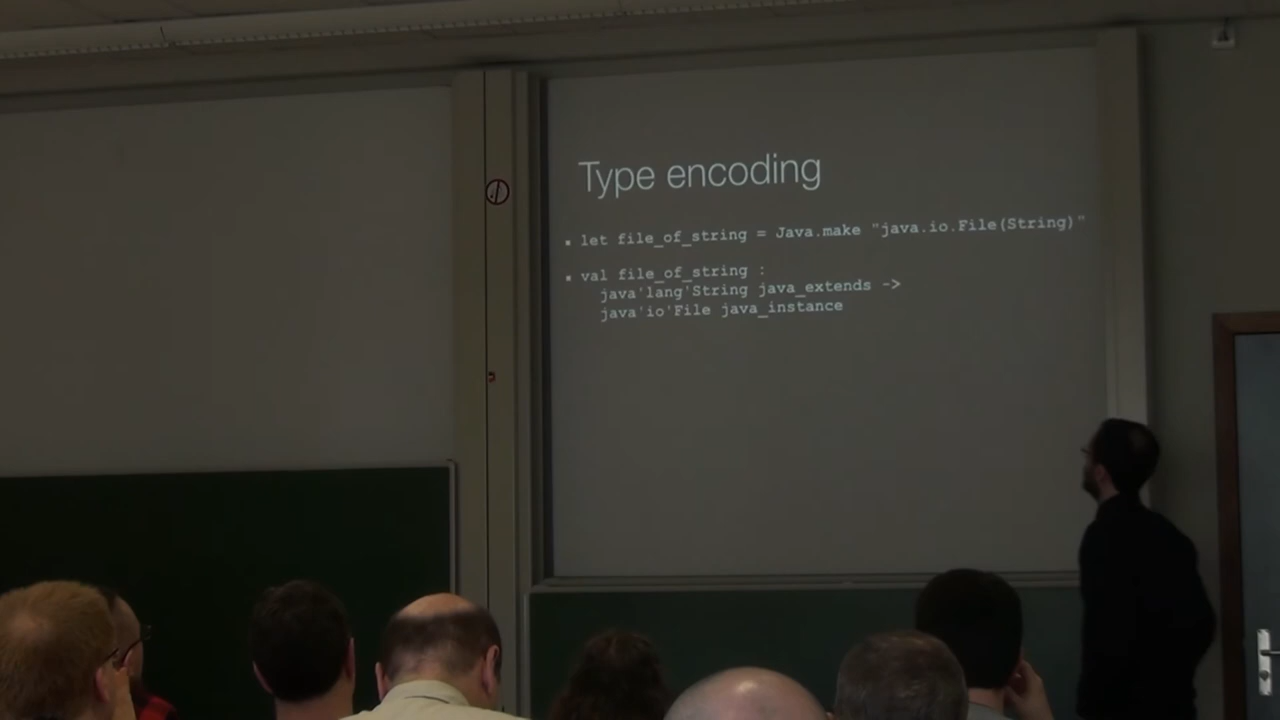 Type encoding
▪ let file_of_string = Java.make "java.io.File(String)"
▪ val file_of_string :
java'lang'String java_extends ->
java'io'File java_instance